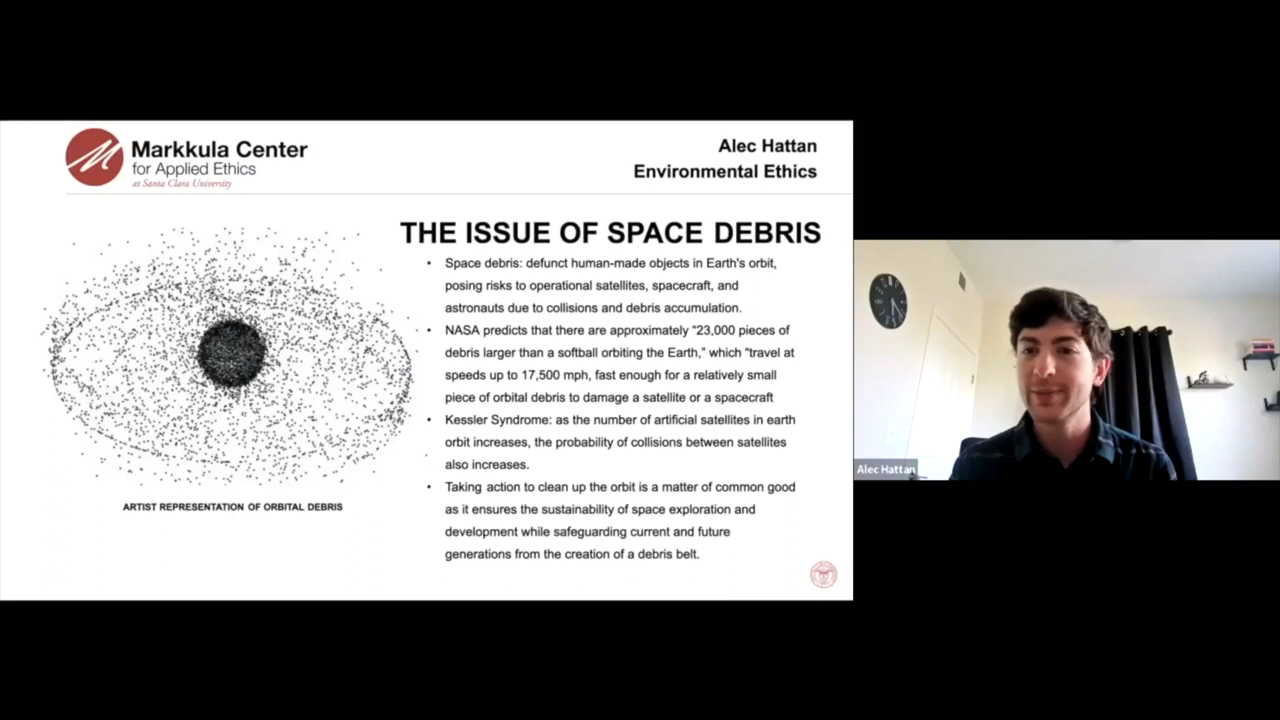 Markkula Center
for Applied Ethics
at Santa Clara University
Alec Hattan
Environmental Ethics
THE ISSUE OF SPACE DEBRIS
• Space debris: defunct human-made objects in Earth's orbit,
posing risks to operational satellites, spacecraft, and
astronauts due to collisions and debris accumulation.
• NASA predicts that there are approximately “23,000 pieces of
debris larger than a softball orbiting the Earth,” which “travel at
speeds up to 17,500 mph, fast enough for a relatively small
piece of orbital debris to damage a satellite or a spacecraft
• Kessler Syndrome: as the number of artificial satellites in earth
orbit increases, the probability of collisions between satellites
also increases.
• Taking action to clean up the orbit is a matter of common good
as it ensures the sustainability of space exploration and
development while safeguarding current and future
generations from the creation of a debris belt.
ARTIST REPRESENTATION OF ORBITAL DEBRIS
Alec Hattan